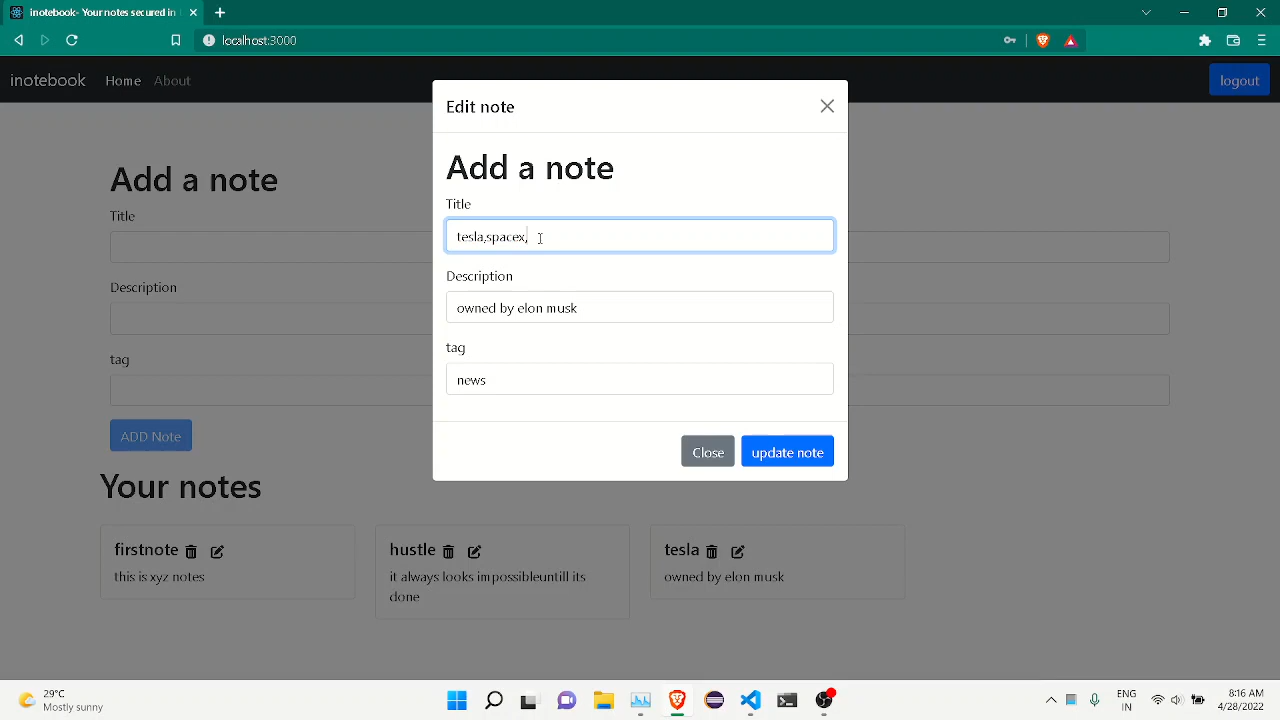 inotebook- Your notes secured in
localhost:3000
inotebook Home About logout
Edit note
Add a note
Title
tesla,spacex,
Description
owned by elon musk
tag
news
Close update note
Add a note
Title
Description
tag
ADD Note
Your notes
firstnote
this is xyz notes
hustle
it always looks impossibleuntill its
done
tesla
owned by elon musk
29°C
Mostly sunny
ENG
IN
8:16 AM
4/28/2022